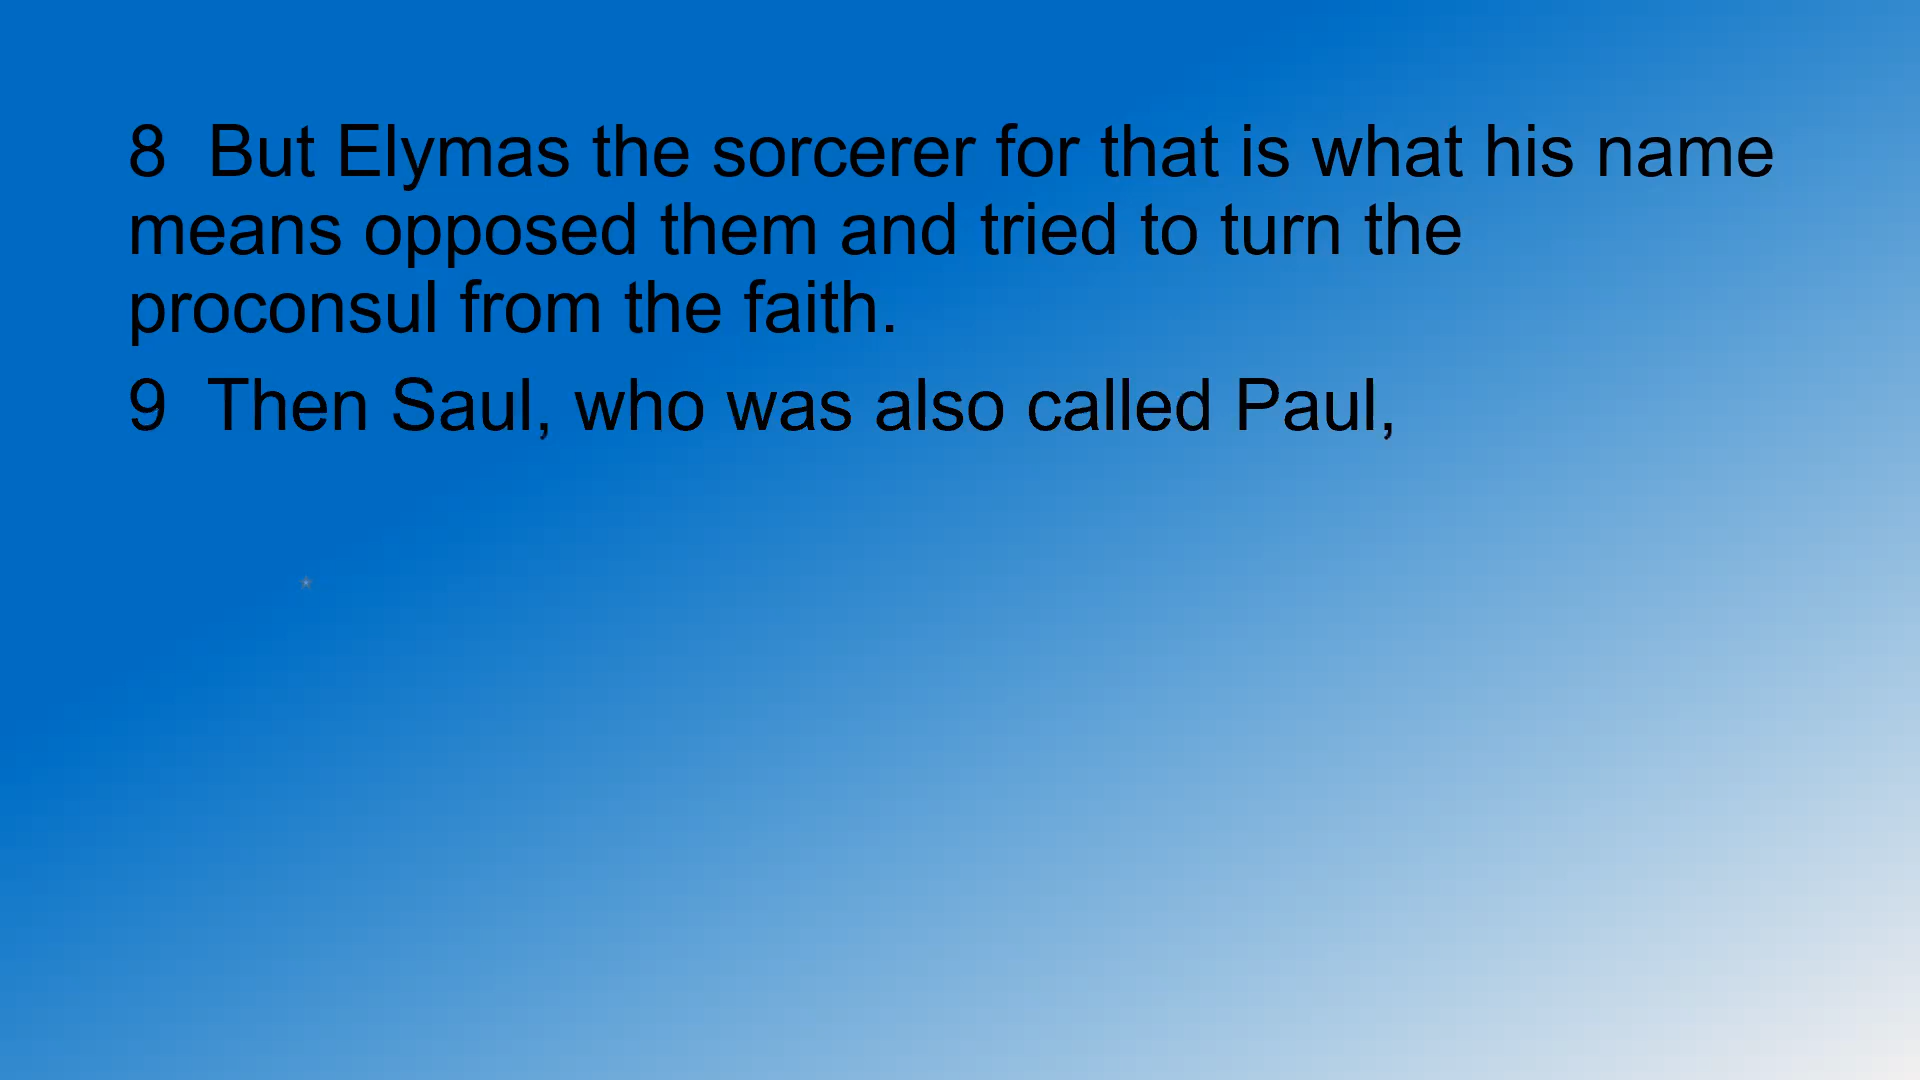 8 But Elymas the sorcerer for that is what his name
means opposed them and tried to turn the
proconsul from the faith.
9 Then Saul, who was also called Paul,